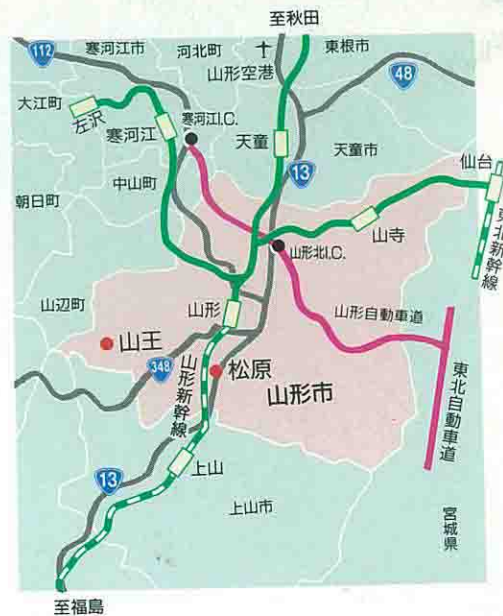 至秋田
112
寒河江市
河北町
東根市
山形空港
48
大江町
左沢
寒河江
寒河江I.C.
天童
天童市
仙台
13
中山町
朝日町
山寺
東北新幹線
山形北I.C.
山辺町
山形
山形自動車道
山王
348
山形新幹線
松原
山形市
東北自動車道
上山
13
上山市
宮城県
至福島